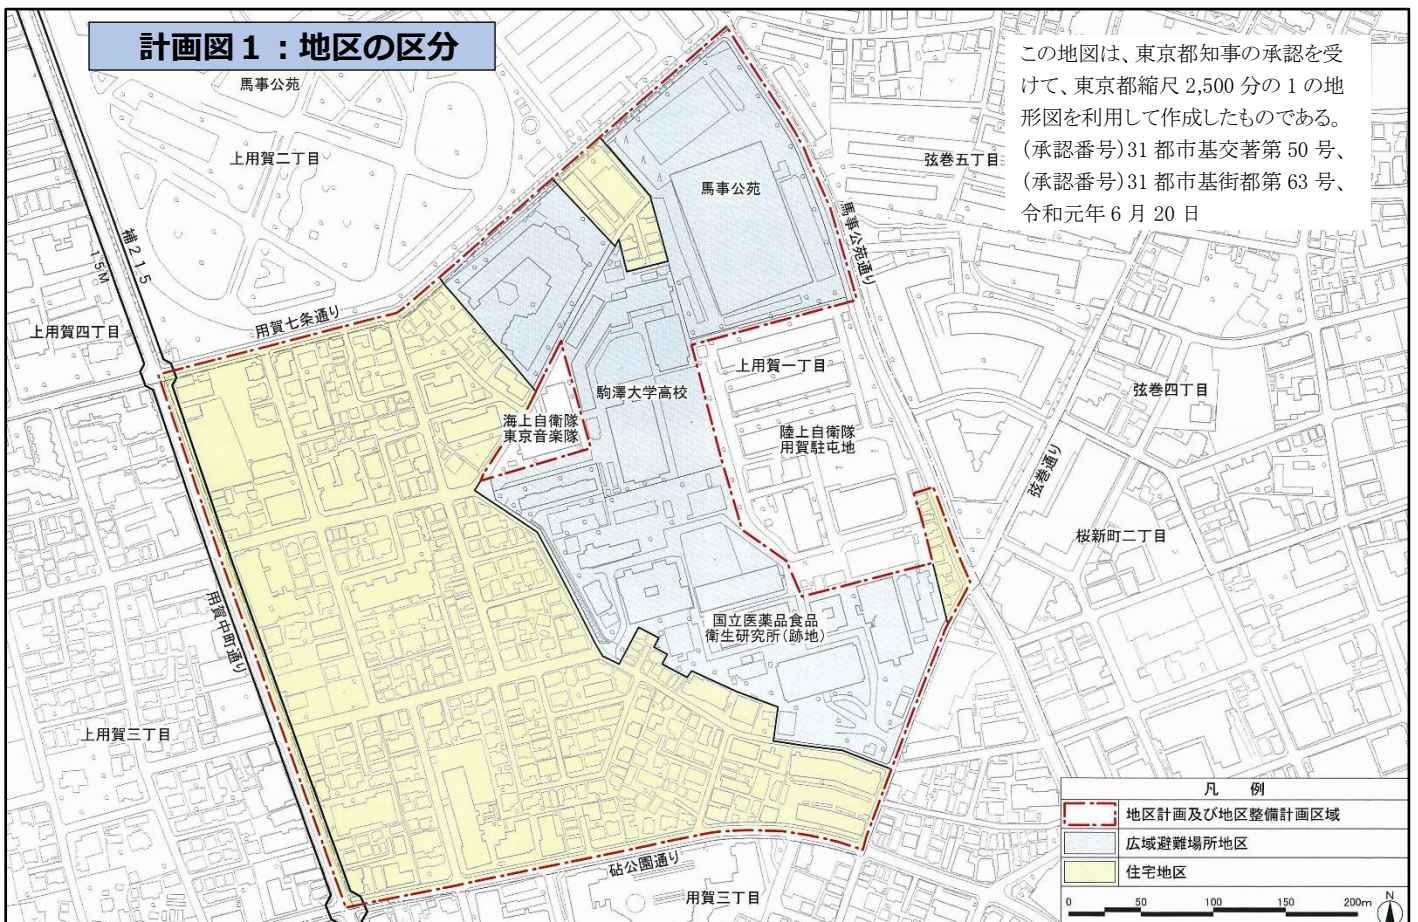 計画図１：地区の区分
この地図は、東京都知事の承認を受
けて、東京都縮尺 2,500 分の 1 の地
形図を利用して作成したものである。
(承認番号)31 都市基交著第 50 号、
(承認番号)31 都市基街都第 63 号、
令和元年 6 月 20 日
馬事公苑
上用賀二丁目
弦巻五丁目
馬事公苑
馬事公苑通り
補２１５
１５Ｍ
上用賀四丁目
用賀七条通り
上用賀一丁目
駒澤大学高校
弦巻四丁目
海上自衛隊
東京音楽隊
陸上自衛隊
用賀駐屯地
弦巻通り
桜新町二丁目
用賀中町通り
国立医薬品食品
衛生研究所(跡地)
上用賀三丁目
砧公園通り
用賀三丁目
凡　例
地区計画及び地区整備計画区域
広域避難場所地区
住宅地区
0 50 100 150 200m
N